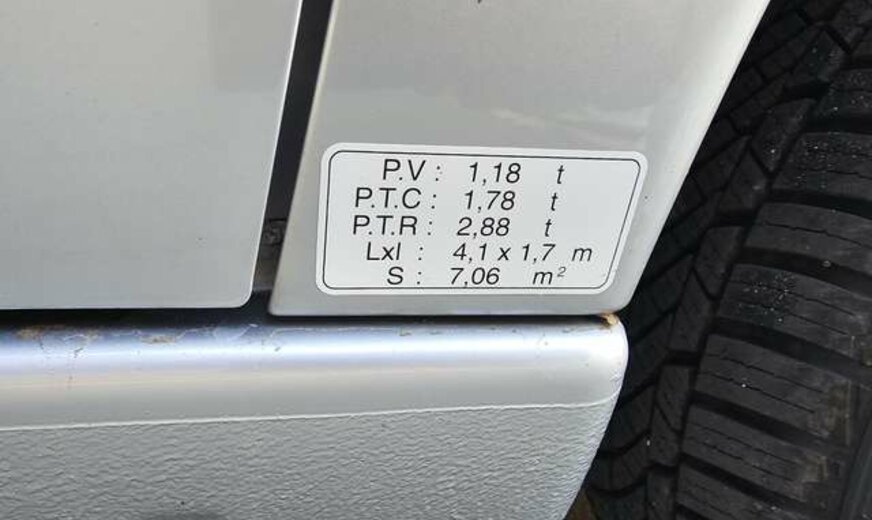 P.V : 1,18 t
P.T.C : 1,78 t
P.T.R : 2,88 t
Lxl : 4,1 x 1,7 m
S : 7,06 m²